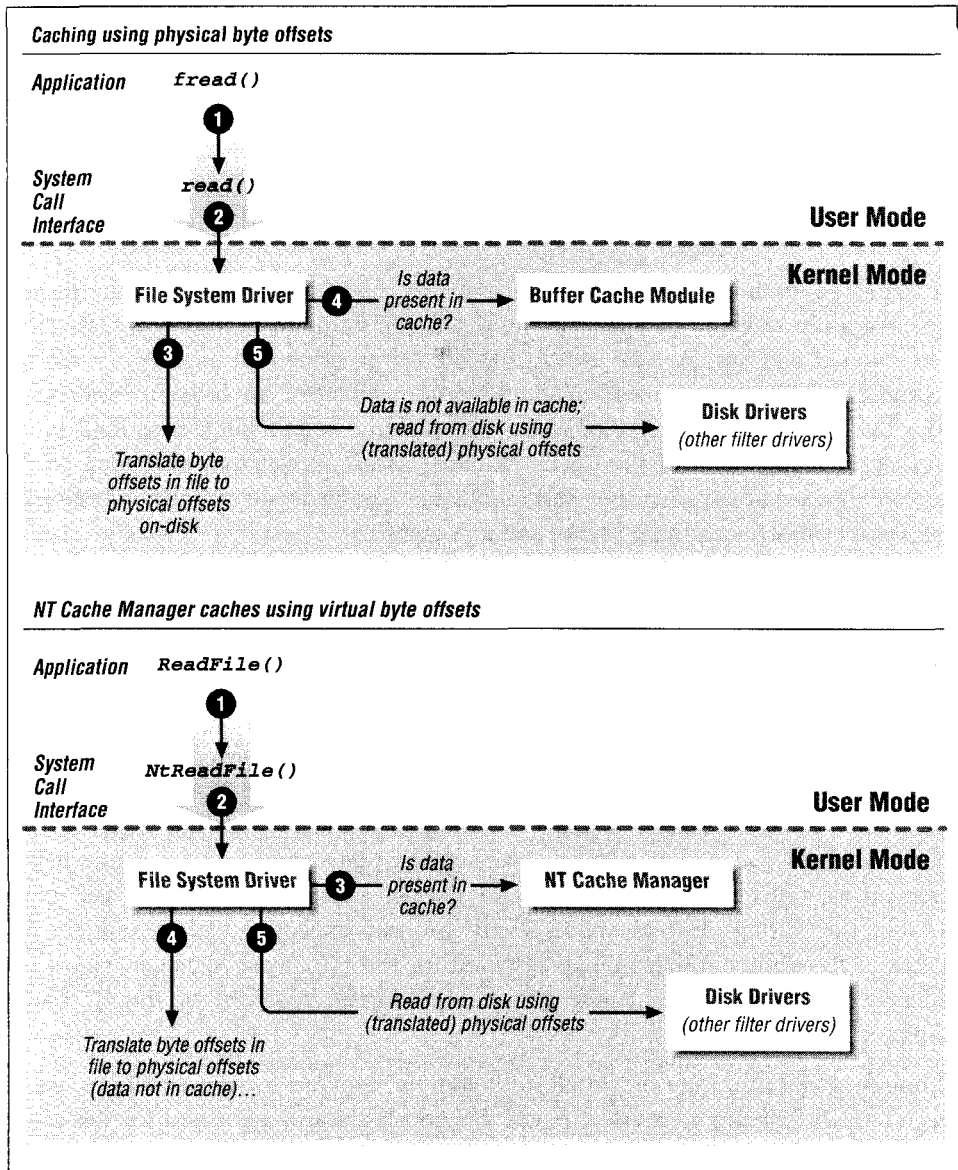 Caching using physical byte offsets
Application fread()
1
System
Call
Interface
read()
2
User Mode
Kernel Mode
File System Driver
4
Is data
present in
cache?
Buffer Cache Module
3
5
Translate byte
offsets in file to
physical offsets
on-disk
Data is not available in cache;
read from disk using
(translated) physical offsets
Disk Drivers
(other filter drivers)
NT Cache Manager caches using virtual byte offsets
Application ReadFile()
1
System
Call
Interface
NtReadFile()
2
User Mode
Kernel Mode
File System Driver
3
Is data
present in
cache?
NT Cache Manager
4
5
Translate byte offsets in
file to physical offsets
(data not in cache)...
Read from disk using
(translated) physical offsets
Disk Drivers
(other filter drivers)